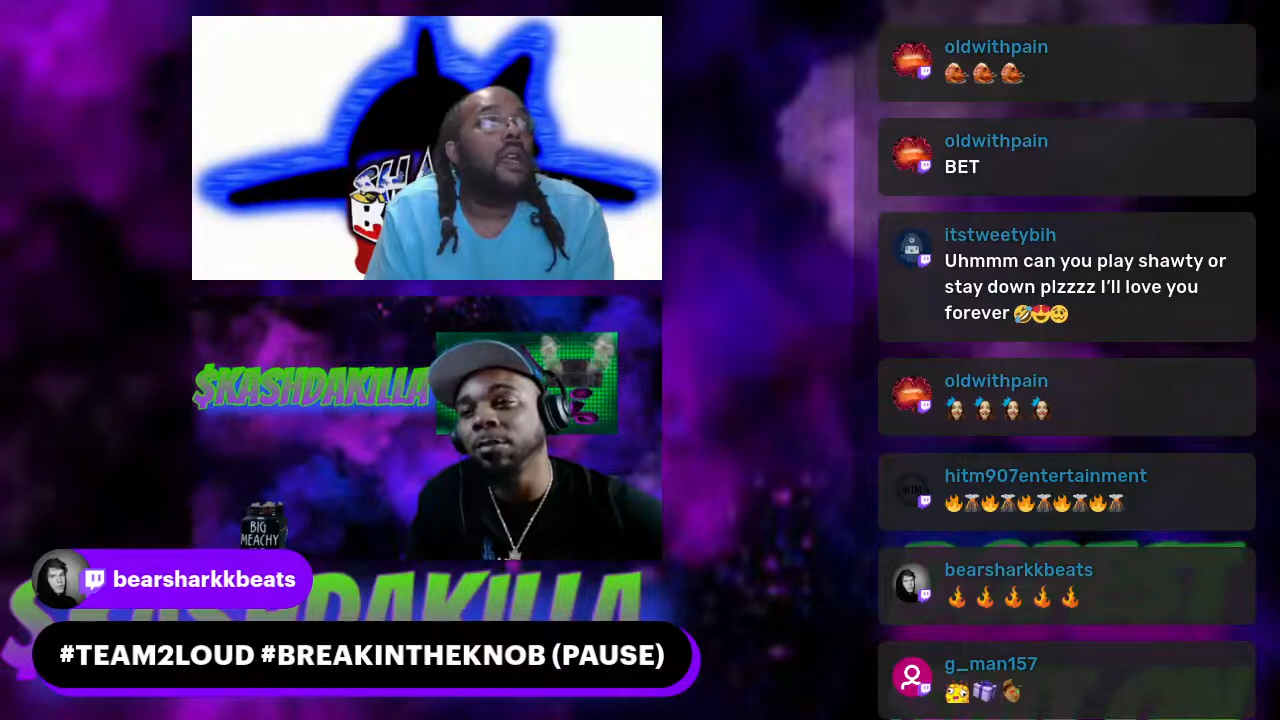 oldwithpain
oldwithpain
BET
itstweetybih
Uhmmm can you play shawty or
stay down plzzzz I’ll love you
forever
oldwithpain
hitm907entertainment
bearsharkkbeats
g_man157
$KASHDAKILLA
BIG
MEACHY
bearsharkkbeats
#TEAM2LOUD #BREAKINTHEKNOB (PAUSE)